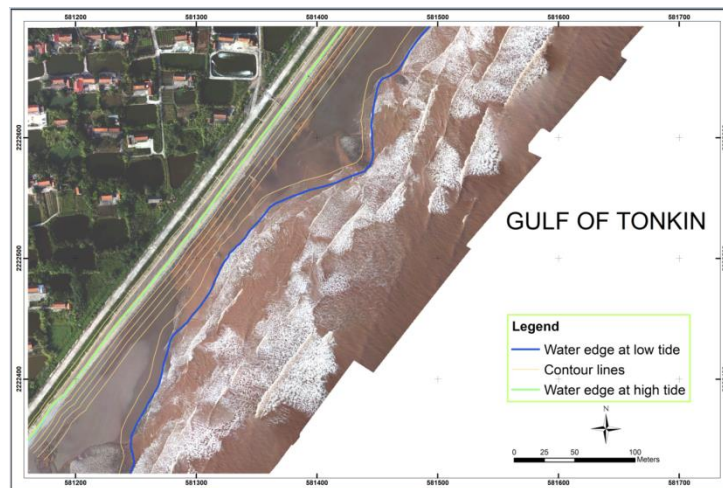 581200 581300 581400 581500 581600 581700
2222600
2222500
2222400
GULF OF TONKIN
Legend
Water edge at low tide
Contour lines
Water edge at high tide
N
0 25 50 100
Meters
581200 581300 581400 581500 581600 581700